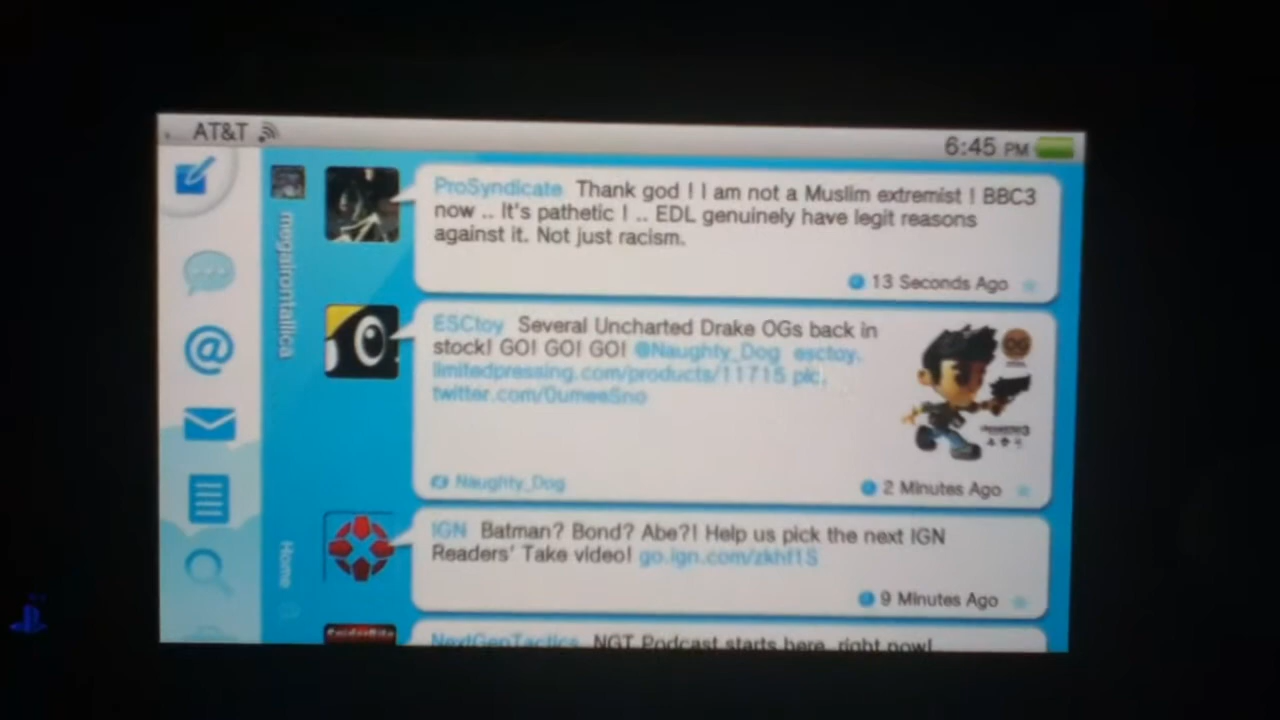 AT&T
6:45 PM
megairontallica
Home
ProSyndicate Thank god ! I am not a Muslim extremist ! BBC3
now .. It's pathetic ! .. EDL genuinely have legit reasons
against it. Not just racism.
13 Seconds Ago
ESCtoy Several Uncharted Drake OGs back in
stock! GO! GO! GO! @Naughty_Dog esctoy.
limitedpressing.com/products/11715 pic.
twitter.com/0umeeSno
Naughty_Dog
2 Minutes Ago
IGN Batman? Bond? Abe?! Help us pick the next IGN
Readers' Take video! go.ign.com/zkhf1S
9 Minutes Ago
NextGenTactics NGT Podcast starts here, right now!